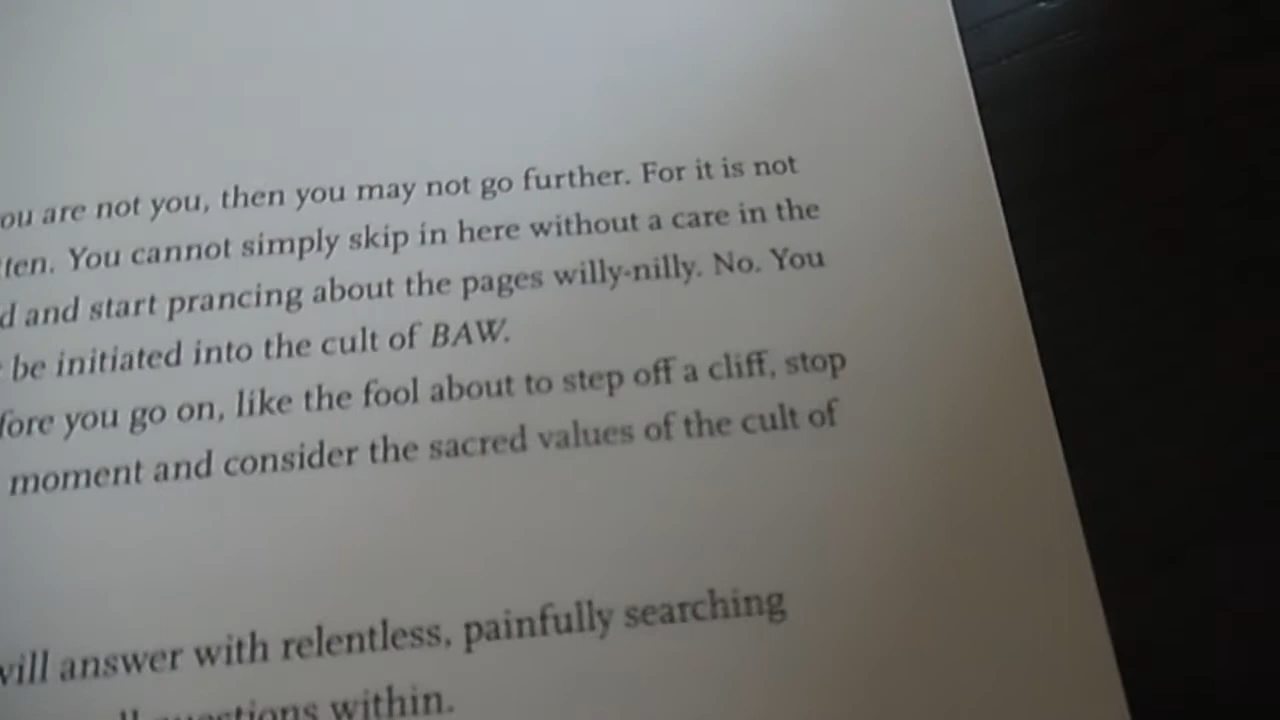 ou are not you, then you may not go further. For it is not
ten. You cannot simply skip in here without a care in the
d and start prancing about the pages willy-nilly. No. You
be initiated into the cult of BAW.
fore you go on, like the fool about to step off a cliff, stop
moment and consider the sacred values of the cult of
will answer with relentless, painfully searching
questions within.